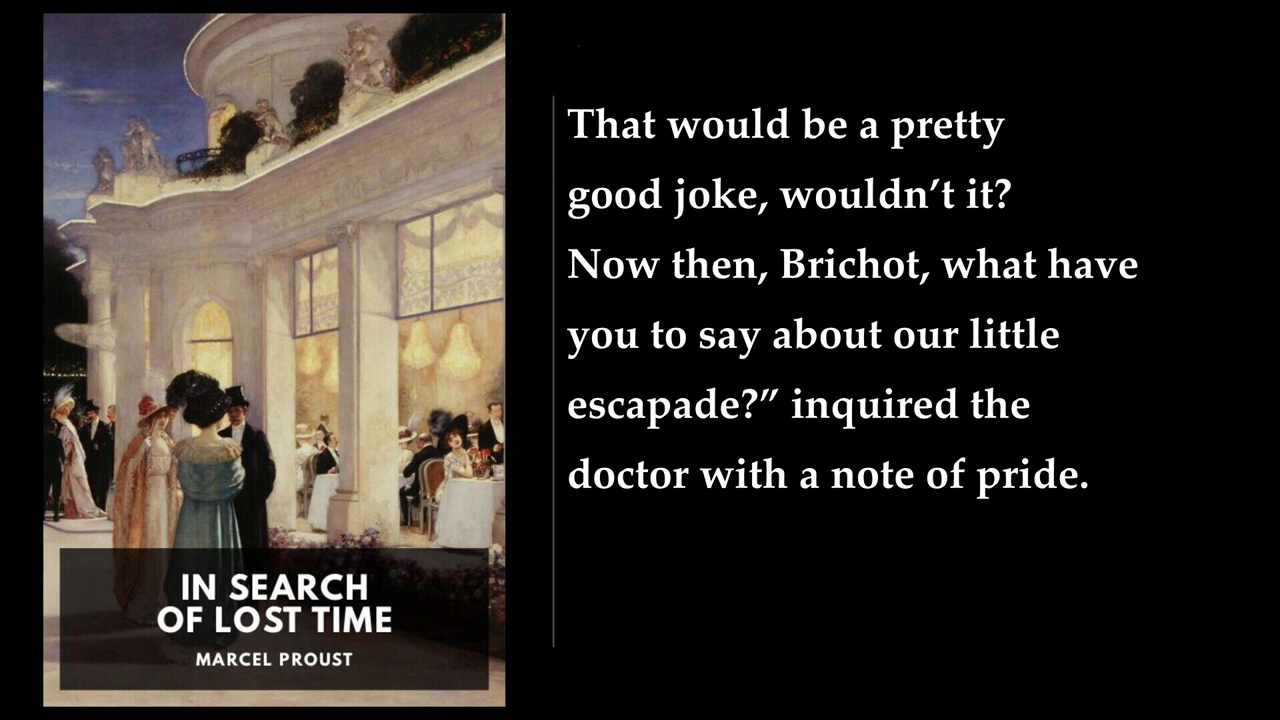 That would be a pretty
good joke, wouldn’t it?
Now then, Brichot, what have
you to say about our little
escapade?” inquired the
doctor with a note of pride.
IN SEARCH
OF LOST TIME
MARCEL PROUST